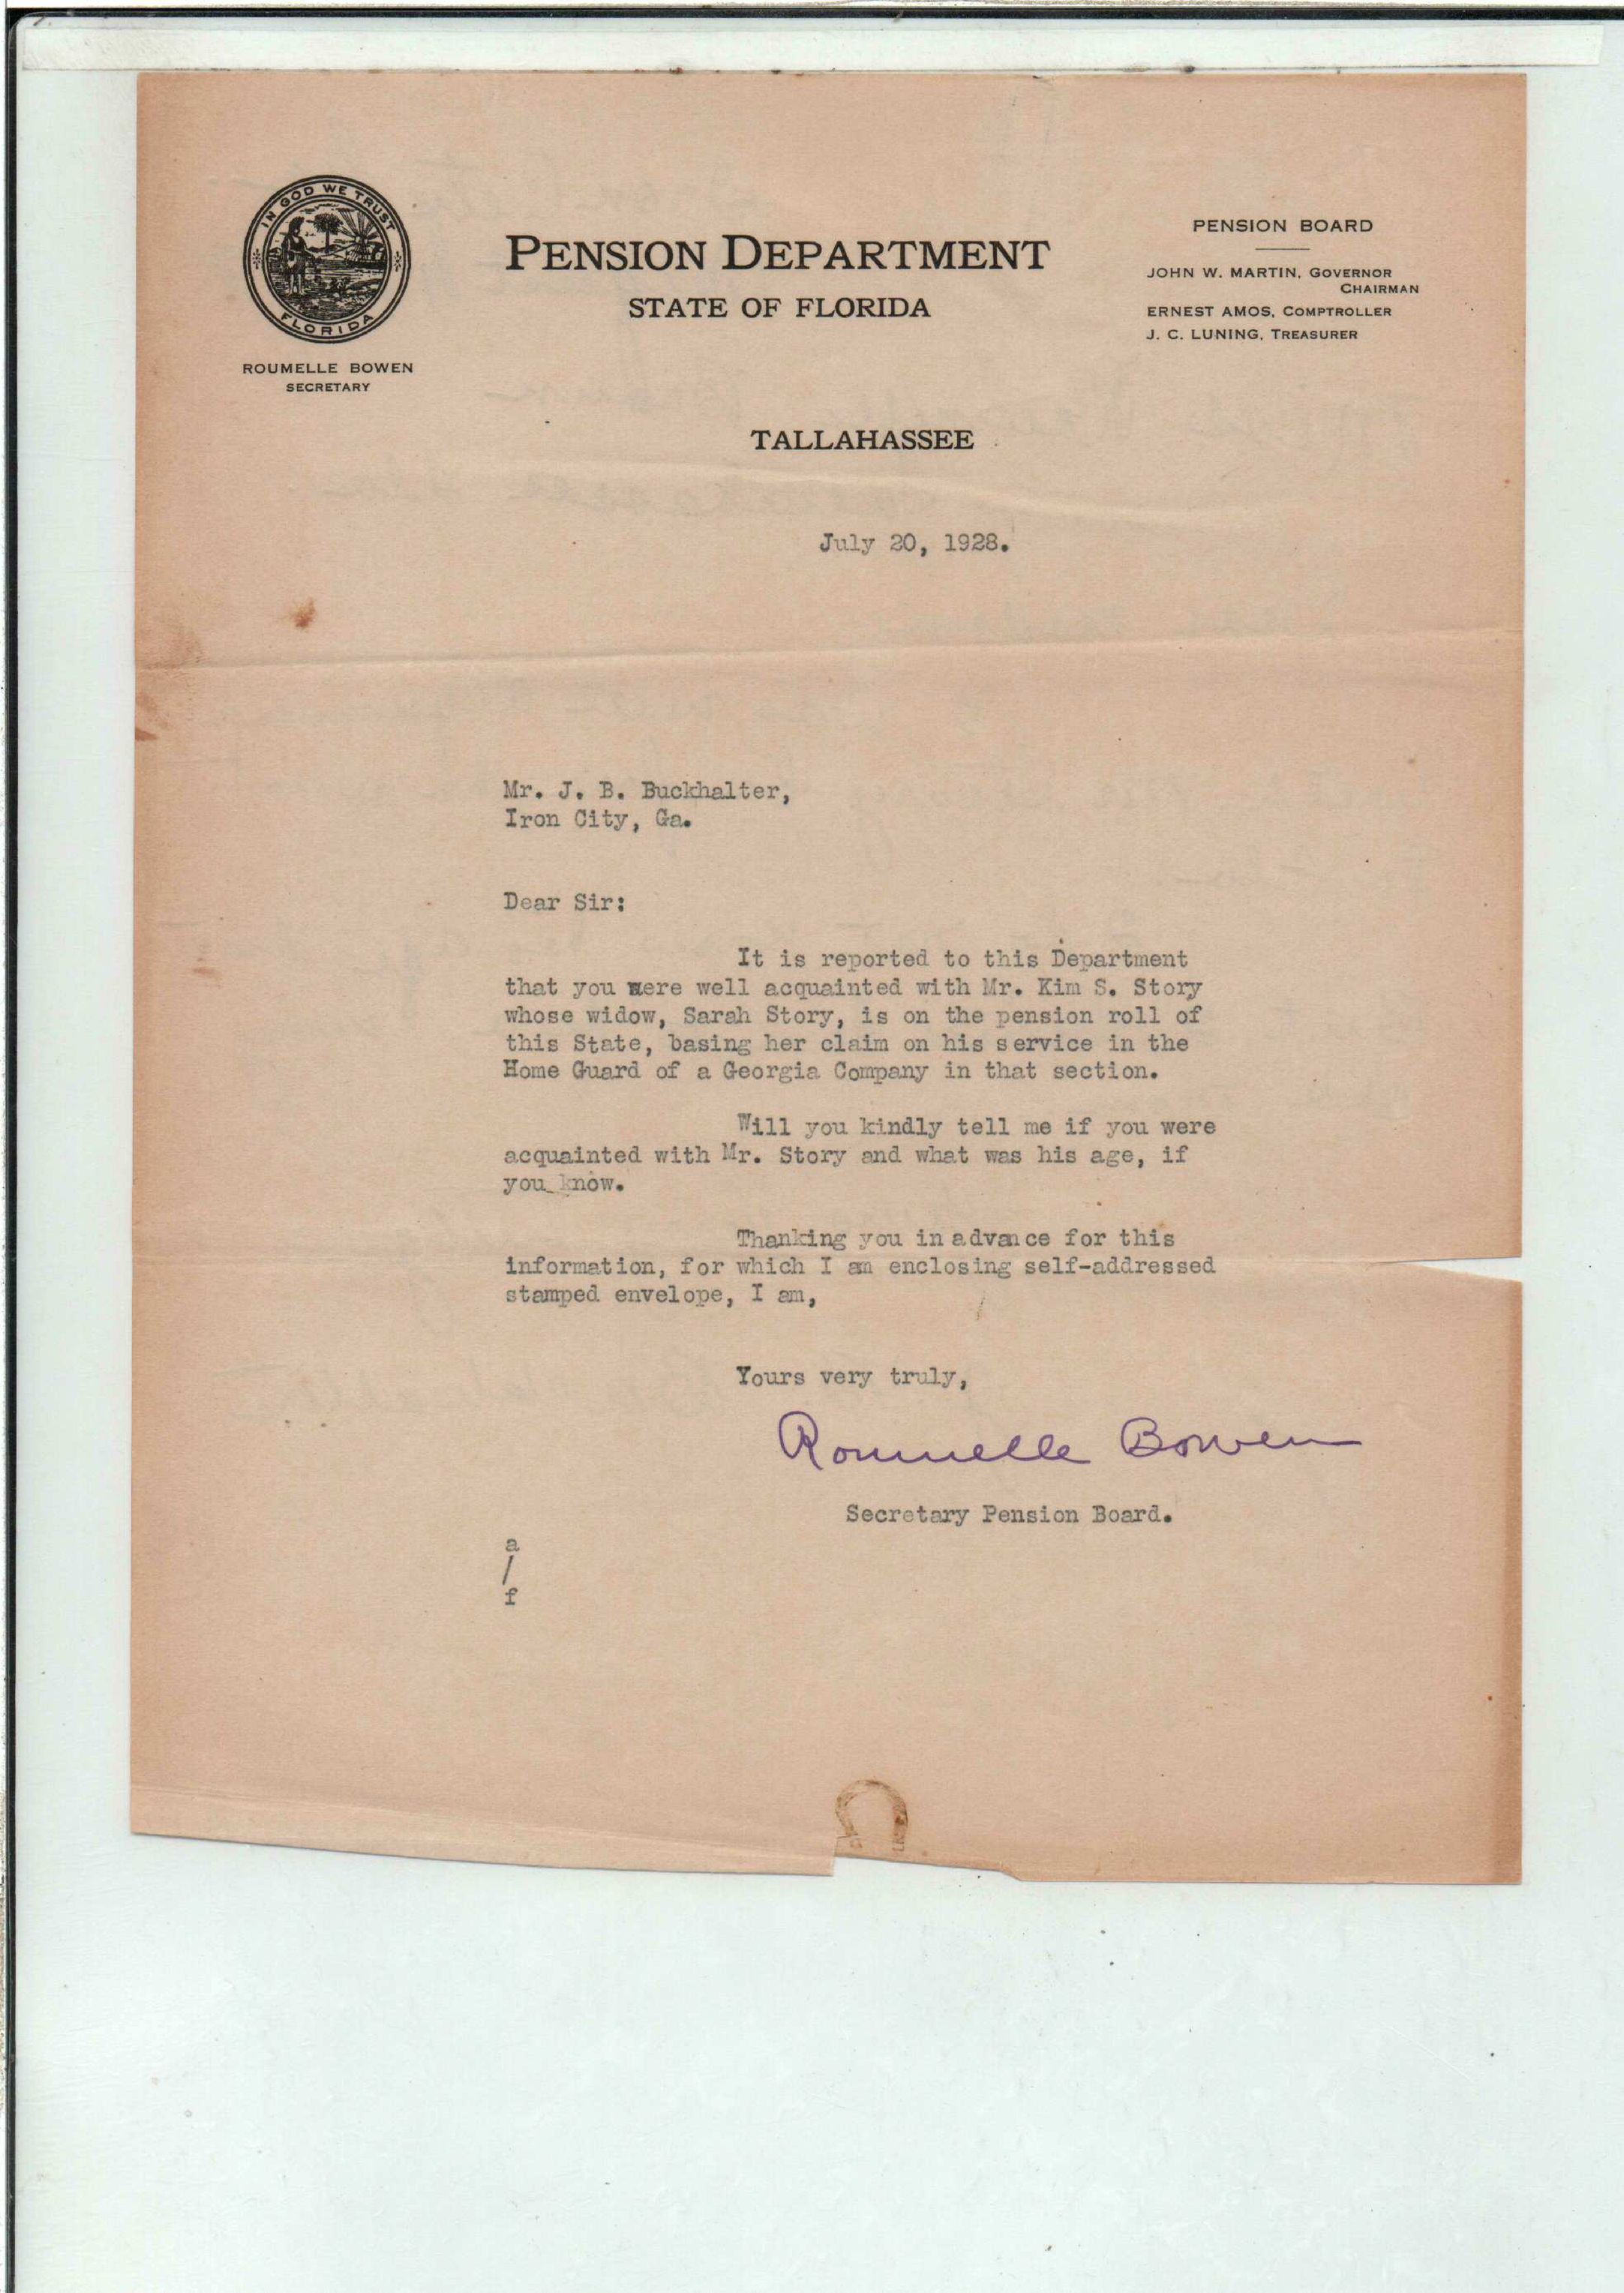 IN GOD WE TRUST
FLORIDA
ROUMELLE BOWEN
SECRETARY
PENSION DEPARTMENT
STATE OF FLORIDA
TALLAHASSEE
PENSION BOARD
JOHN W. MARTIN, GOVERNOR
CHAIRMAN
ERNEST AMOS, COMPTROLLER
J. C. LUNING, TREASURER
July 20, 1928.
Mr. J. B. Buckhalter,
Iron City, Ga.
Dear Sir:
It is reported to this Department
that you were well acquainted with Mr. Kim S. Story
whose widow, Sarah Story, is on the pension roll of
this State, basing her claim on his service in the
Home Guard of a Georgia Company in that section.
Will you kindly tell me if you were
acquainted with Mr. Story and what was his age, if
you know.
Thanking you in advance for this
information, for which I am enclosing self-addressed
stamped envelope, I am,
Yours very truly,
Roumelle Bowen
Secretary Pension Board.
a
/
f